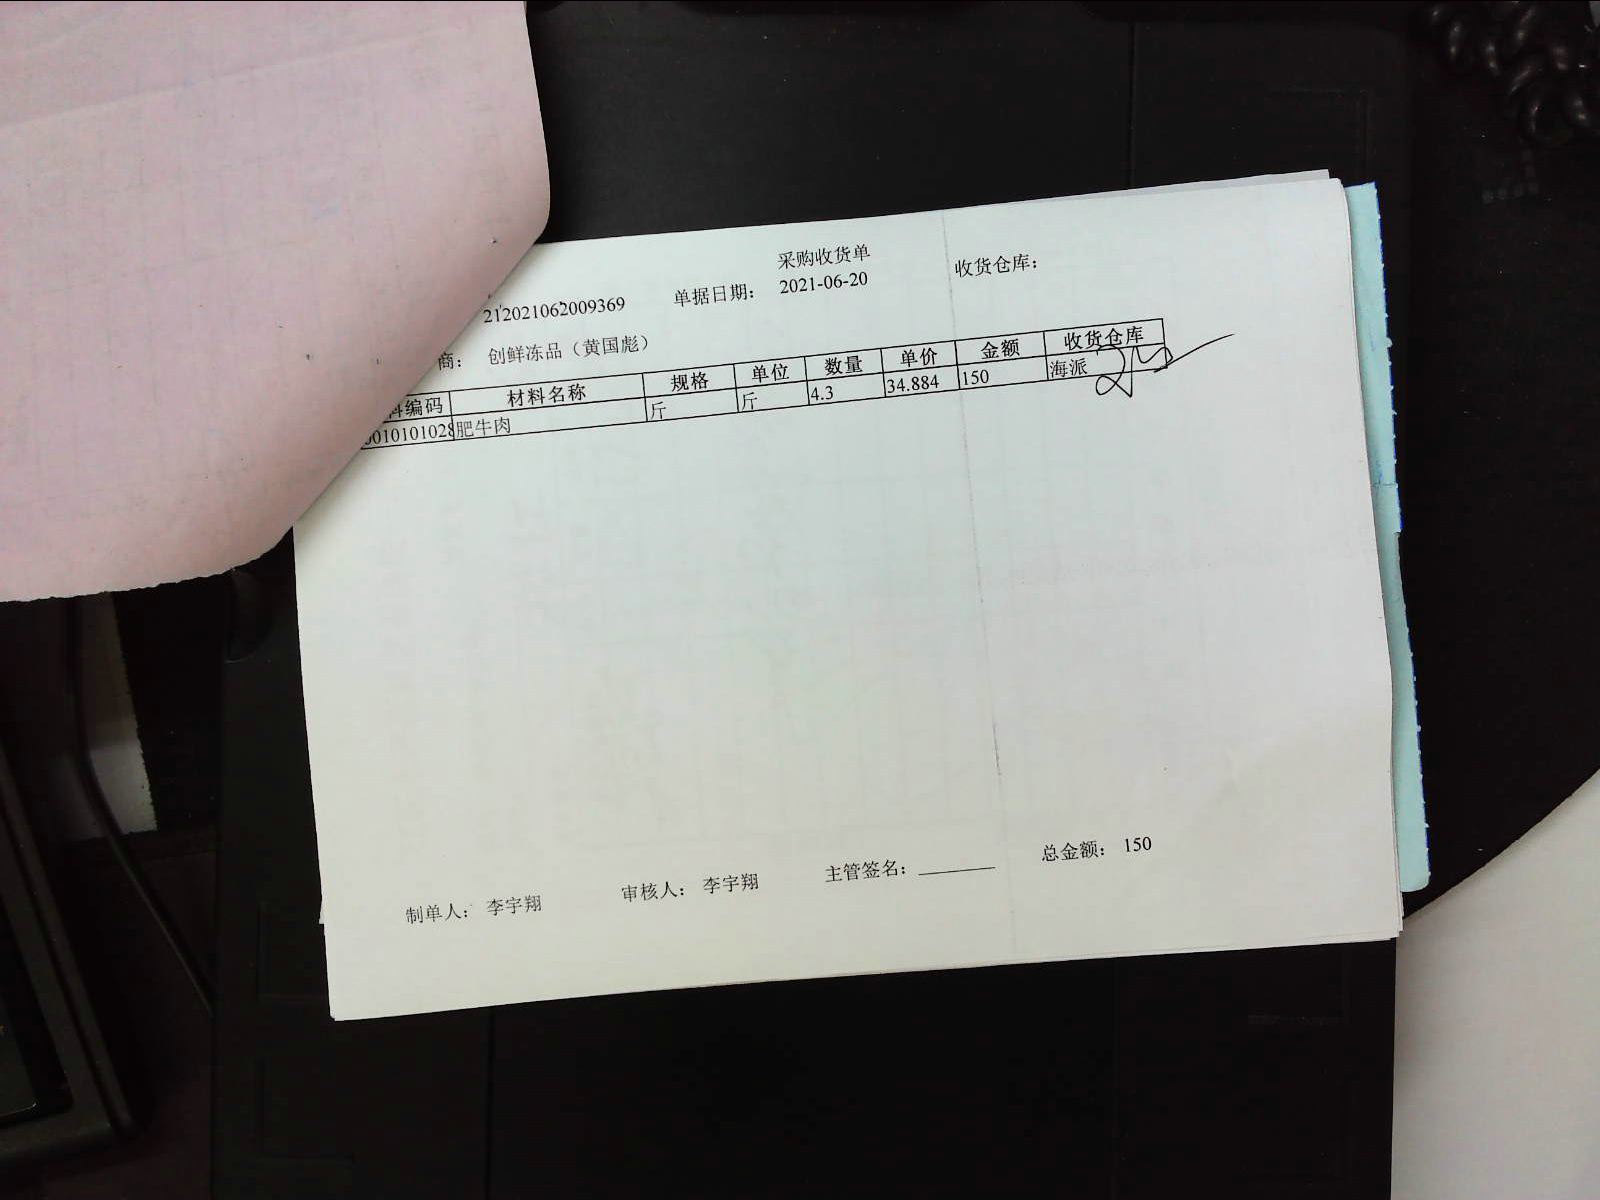 采购收货单
212021062009369 单据日期: 2021-06-20 收货仓库:
商: 创鲜冻品（黄国彪）
料编码 材料名称 规格 单位 数量 单价 金额 收货仓库
0010101028 肥牛肉 斤 斤 4.3 34.884 150 海派
制单人: 李宇翔 审核人: 李宇翔 主管签名: 总金额: 150